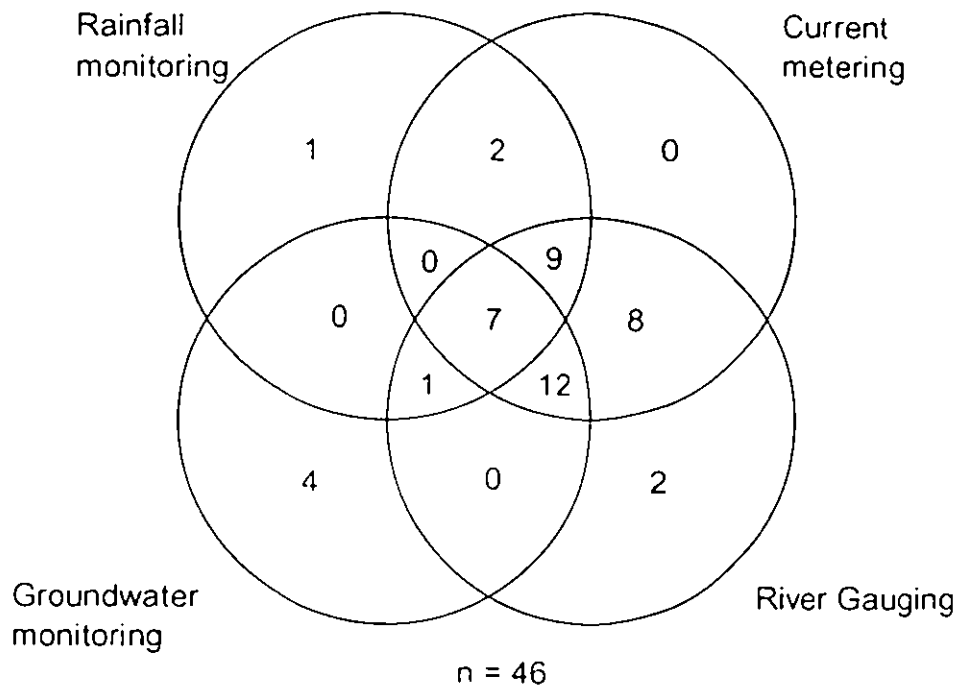 Rainfall
monitoring
Current
metering
1
2
0
0
9
0
7
8
1
12
4
0
2
Groundwater
monitoring
River Gauging
n = 46